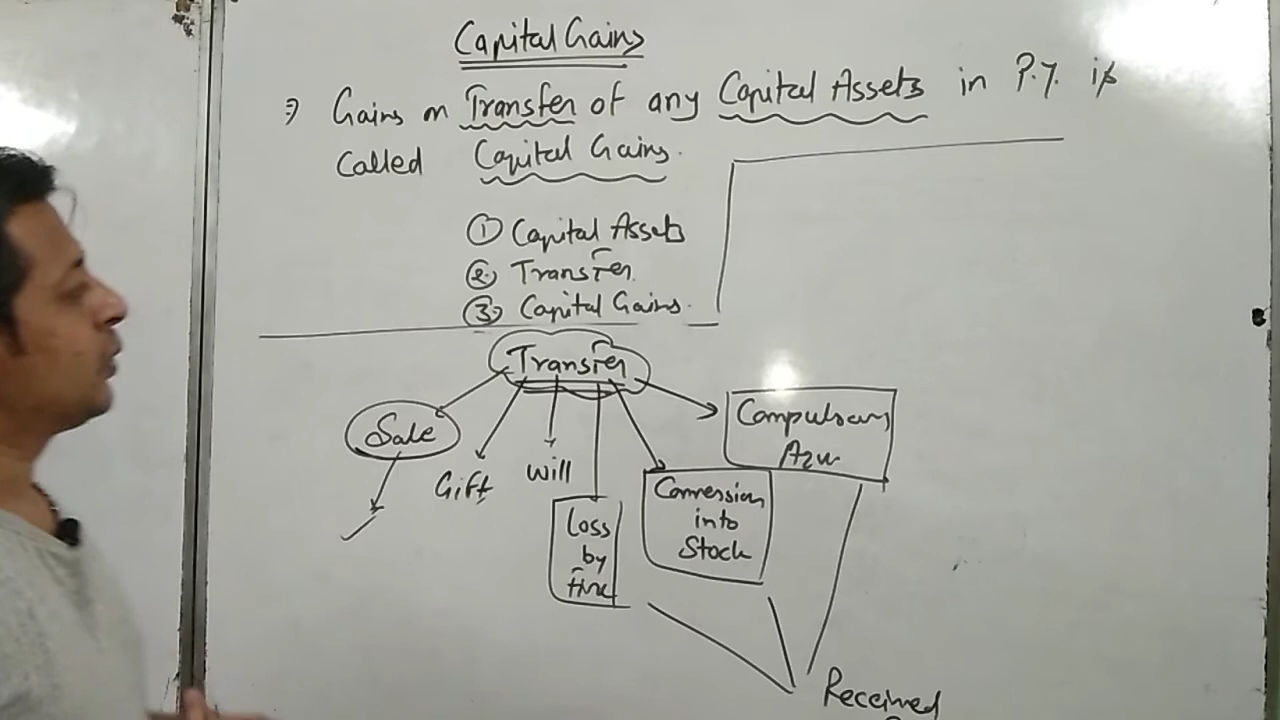 Capital Gains
⇒ Gains on Transfer of any Capital Assets in P.Y. is
Called Capital Gains.
① Capital Assets
② Transfer
③ Capital Gains.
Transfer
Sale
Gift
Will
Loss
by
fire
Conversion
into
Stock
Compulsory
Received